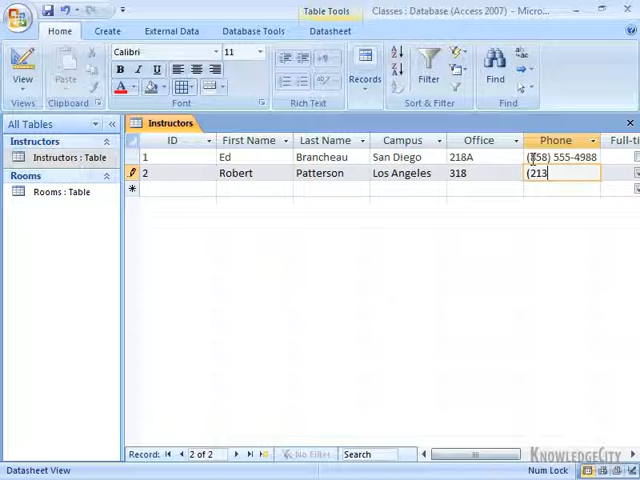 Table Tools
Classes : Database (Access 2007) - Micro...
Home
Create
External Data
Database Tools
Datasheet
View
Paste
Calibri
11
B I U
A
Records
Filter
Find
Views
Clipboard
Font
Rich Text
Sort & Filter
Find
All Tables
Instructors
Instructors : Table
Rooms
Rooms : Table
Instructors
ID First Name Last Name Campus Office Phone Full-ti
1 Ed Brancheau San Diego 218A (858) 555-4988
2 Robert Patterson Los Angeles 318 (213
Record: 2 of 2 No Filter Search
KNOWLEDGECITY
Datasheet View
Num Lock